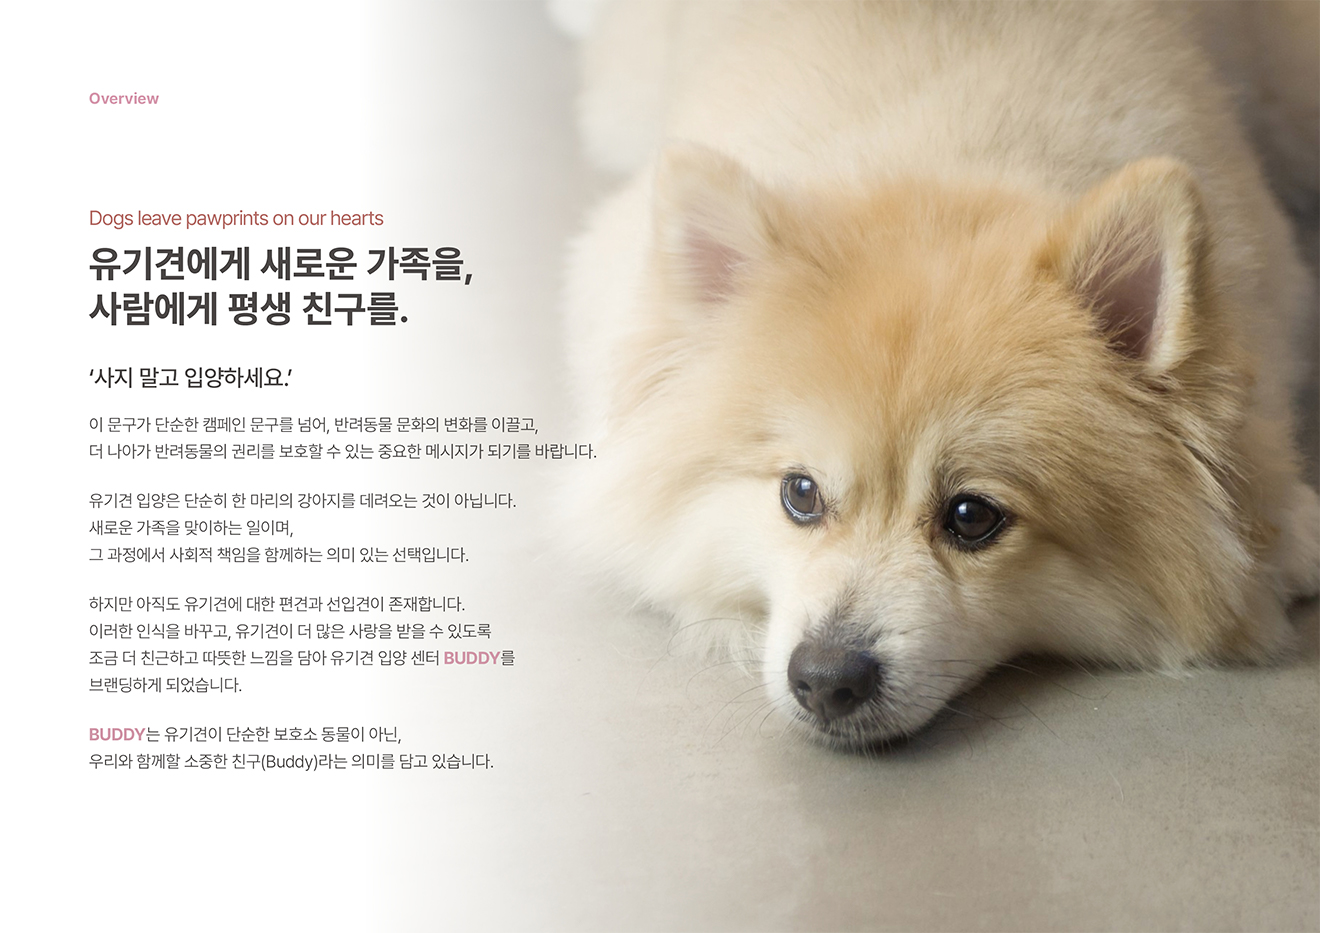 Overview
Dogs leave pawprints on our hearts
유기견에게 새로운 가족을,
사람에게 평생 친구를.
‘사지 말고 입양하세요.’
이 문구가 단순한 캠페인 문구를 넘어, 반려동물 문화의 변화를 이끌고,
더 나아가 반려동물의 권리를 보호할 수 있는 중요한 메시지가 되기를 바랍니다.
유기견 입양은 단순히 한 마리의 강아지를 데려오는 것이 아닙니다.
새로운 가족을 맞이하는 일이며,
그 과정에서 사회적 책임을 함께하는 의미 있는 선택입니다.
하지만 아직도 유기견에 대한 편견과 선입견이 존재합니다.
이러한 인식을 바꾸고, 유기견이 더 많은 사랑을 받을 수 있도록
조금 더 친근하고 따뜻한 느낌을 담아 유기견 입양 센터 BUDDY를
브랜딩하게 되었습니다.
BUDDY는 유기견이 단순한 보호소 동물이 아닌,
우리와 함께할 소중한 친구(Buddy)라는 의미를 담고 있습니다.